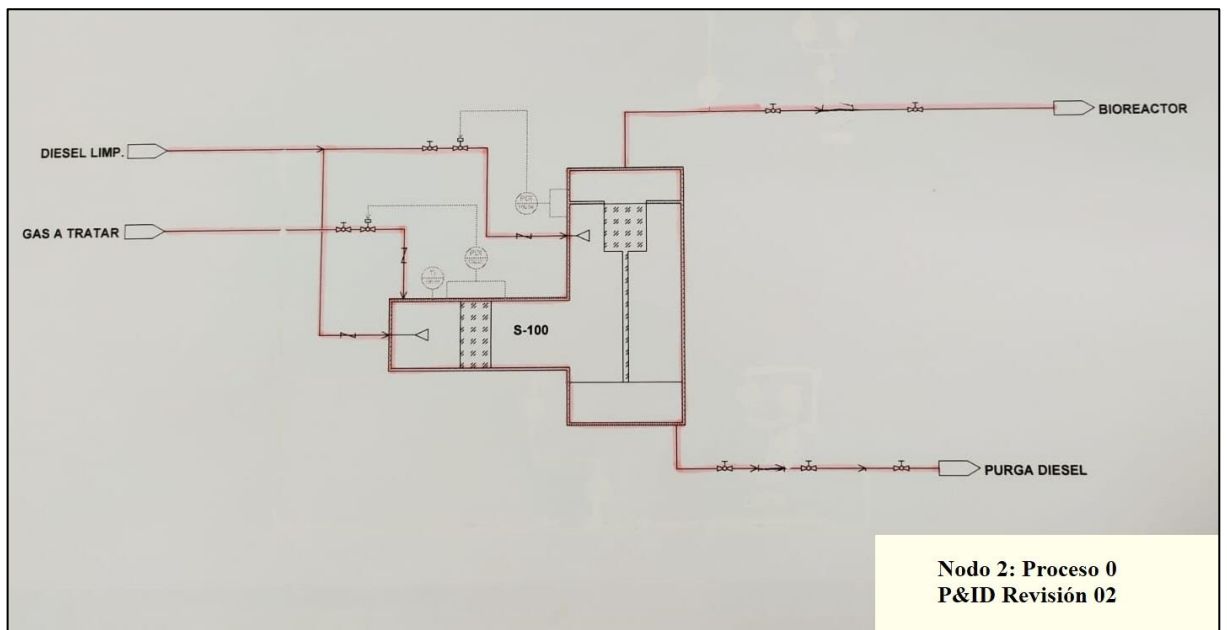 DIESEL LIMP.
GAS A TRATAR
BIOREACTOR
S-100
PURGA DIESEL
Nodo 2: Proceso 0
P&ID Revisión 02